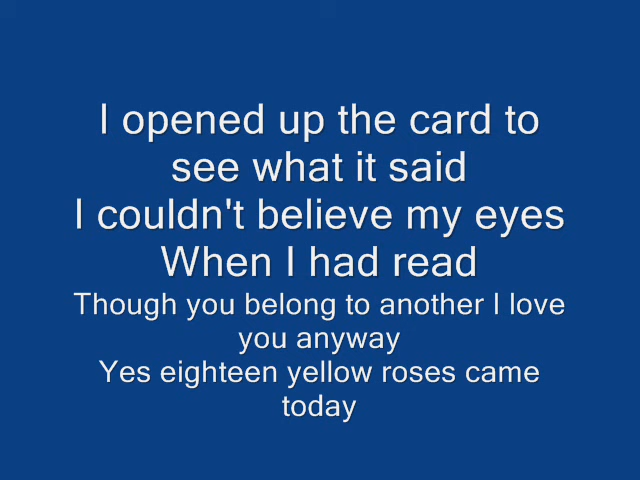 I opened up the card to
see what it said
I couldn't believe my eyes
When I had read
Though you belong to another I love
you anyway
Yes eighteen yellow roses came
today